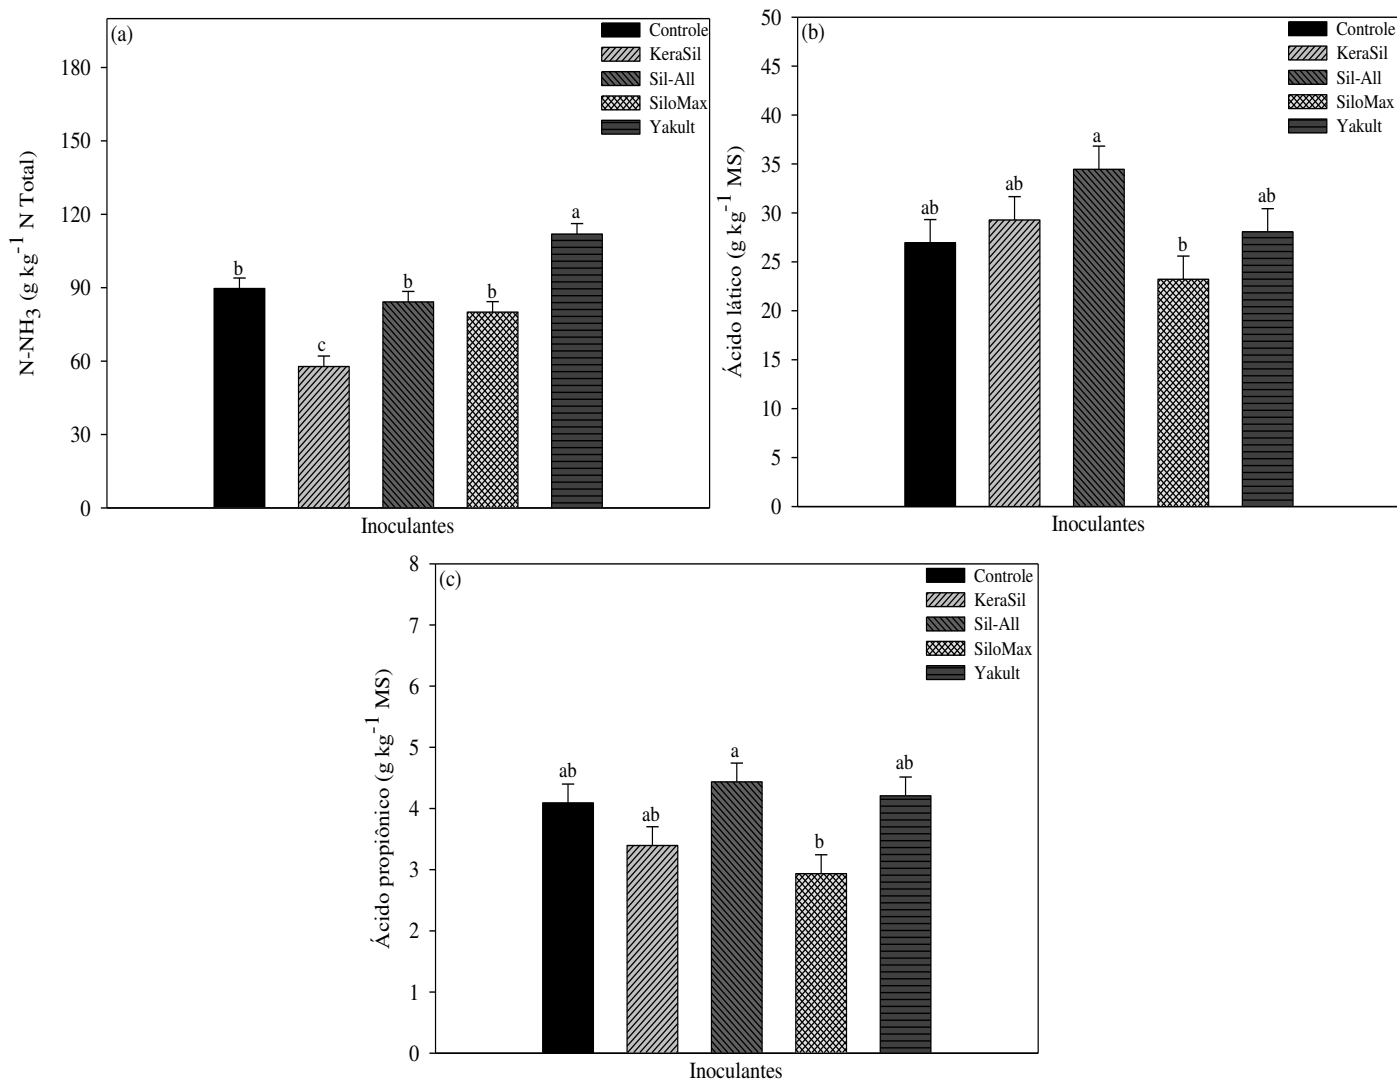 (a)
Controle
KeraSil
Sil-All
SiloMax
Yakult
N-NH3 (g kg-1 N Total)
180
150
120
90
60
30
0
b
c
b
b
a
Inoculantes
(b)
Controle
KeraSil
Sil-All
SiloMax
Yakult
Ácido lático (g kg-1 MS)
50
45
40
35
30
25
20
15
10
5
0
ab
ab
a
b
ab
Inoculantes
(c)
Controle
KeraSil
Sil-All
SiloMax
Yakult
Ácido propiônico (g kg-1 MS)
8
7
6
5
4
3
2
1
0
ab
ab
a
b
ab
Inoculantes